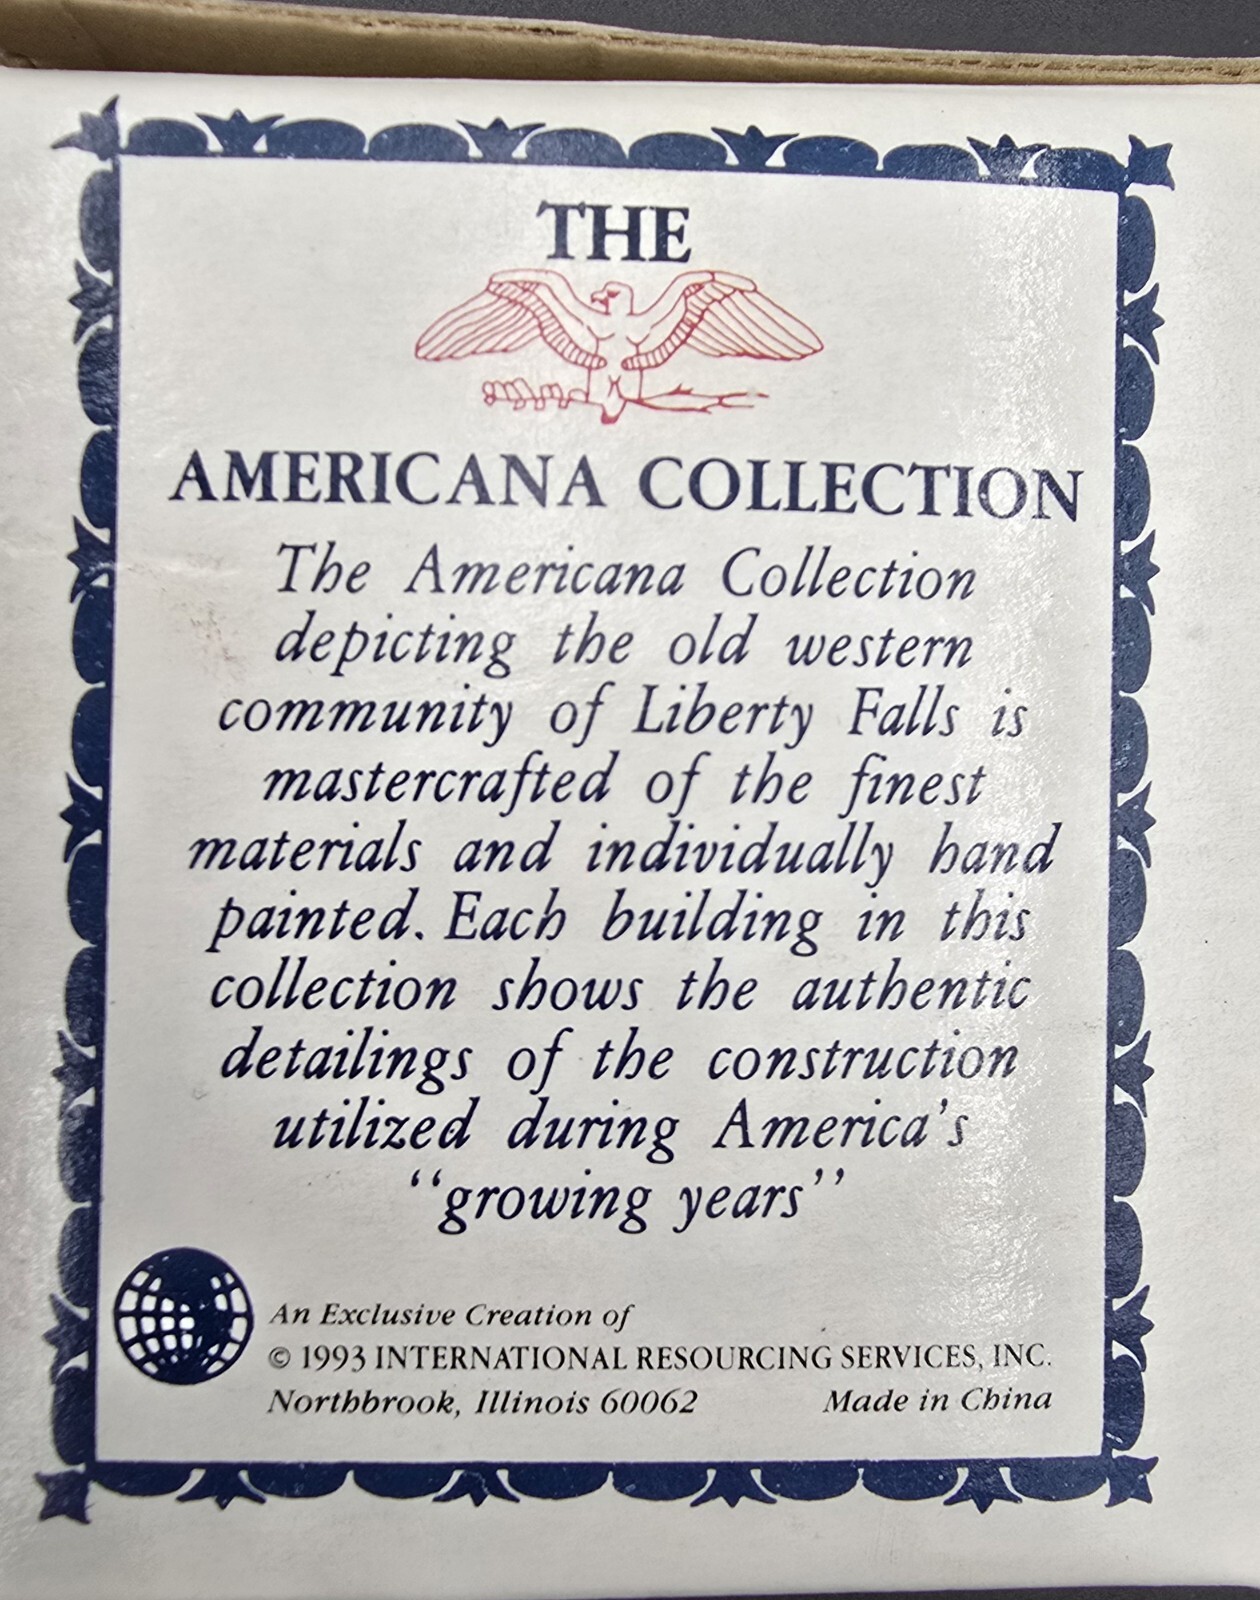 THE
AMERICANA COLLECTION
The Americana Collection
depicting the old western
community of Liberty Falls is
mastercrafted of the finest
materials and individually hand
painted. Each building in this
collection shows the authentic
detailings of the construction
utilized during America's
"growing years"
An Exclusive Creation of
© 1993 INTERNATIONAL RESOURCING SERVICES, INC.
Northbrook, Illinois 60062 Made in China